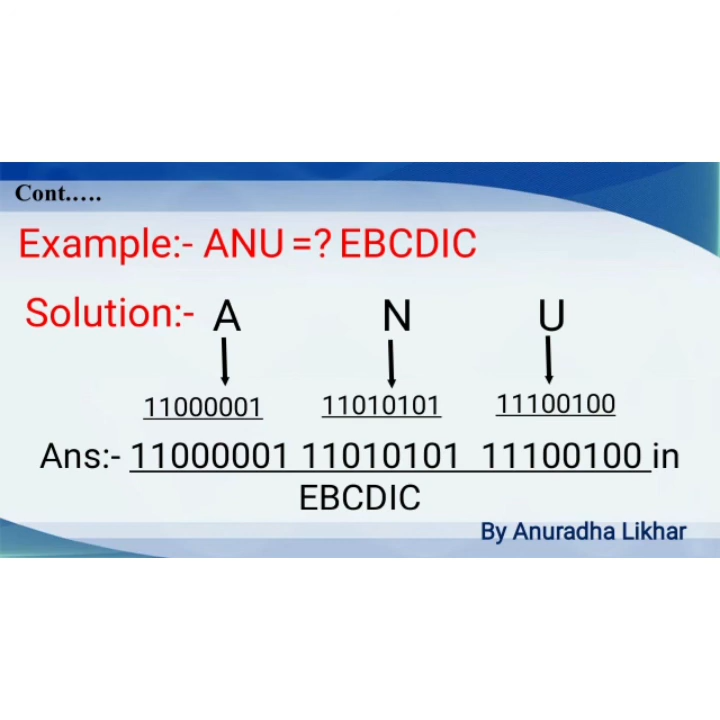 Cont.....
Example:- ANU =? EBCDIC
Solution:- A N U
11000001 11010101 11100100
Ans:- 11000001 11010101 11100100 in
EBCDIC
By Anuradha Likhar